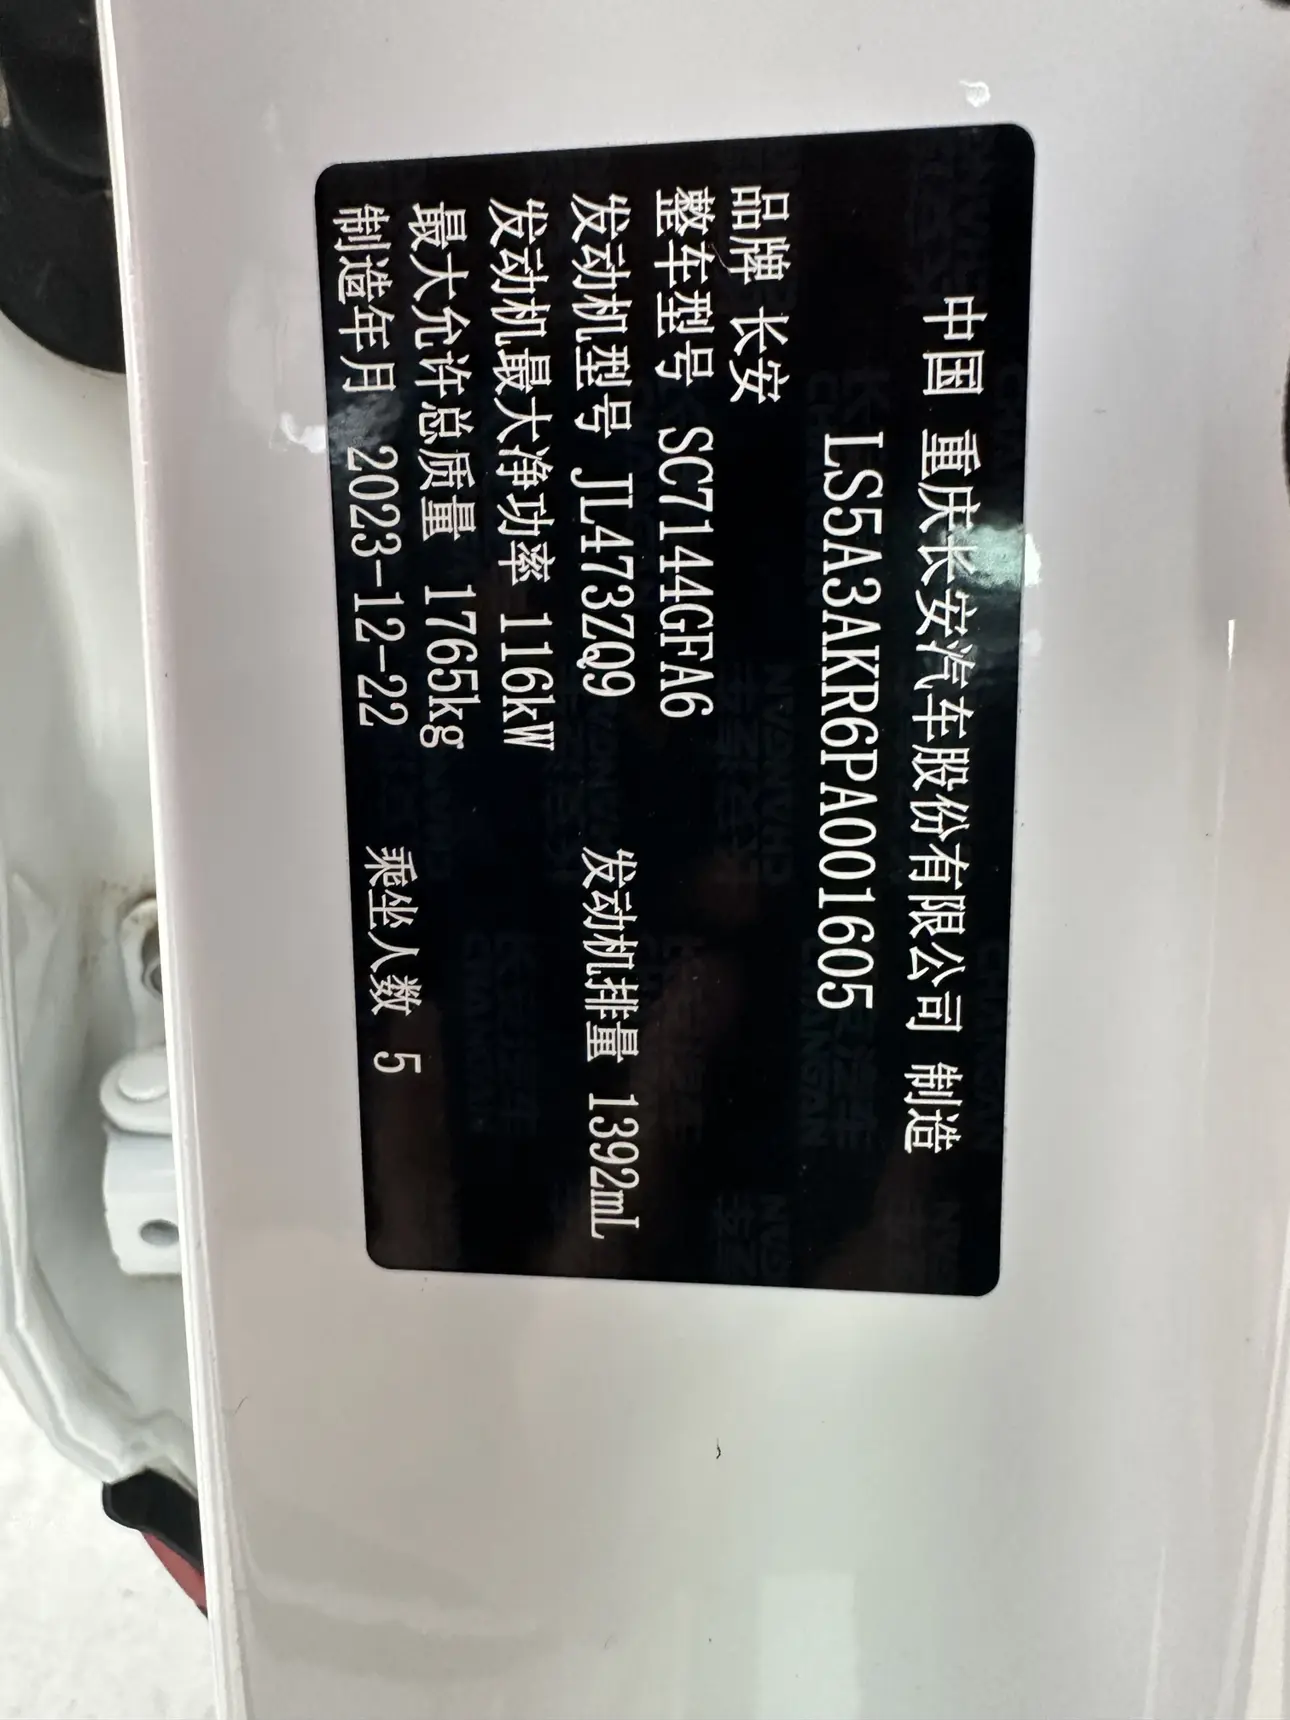 中国 重庆长安汽车股份有限公司 制造
LS5A3AKR6PA001605
品牌 长安
整车型号 SC7144GFA6
发动机型号 JL473ZQ9 发动机排量 1392mL
发动机最大净功率 116kW
最大允许总质量 1765kg
制造年月 2023-12-22 乘坐人数 5